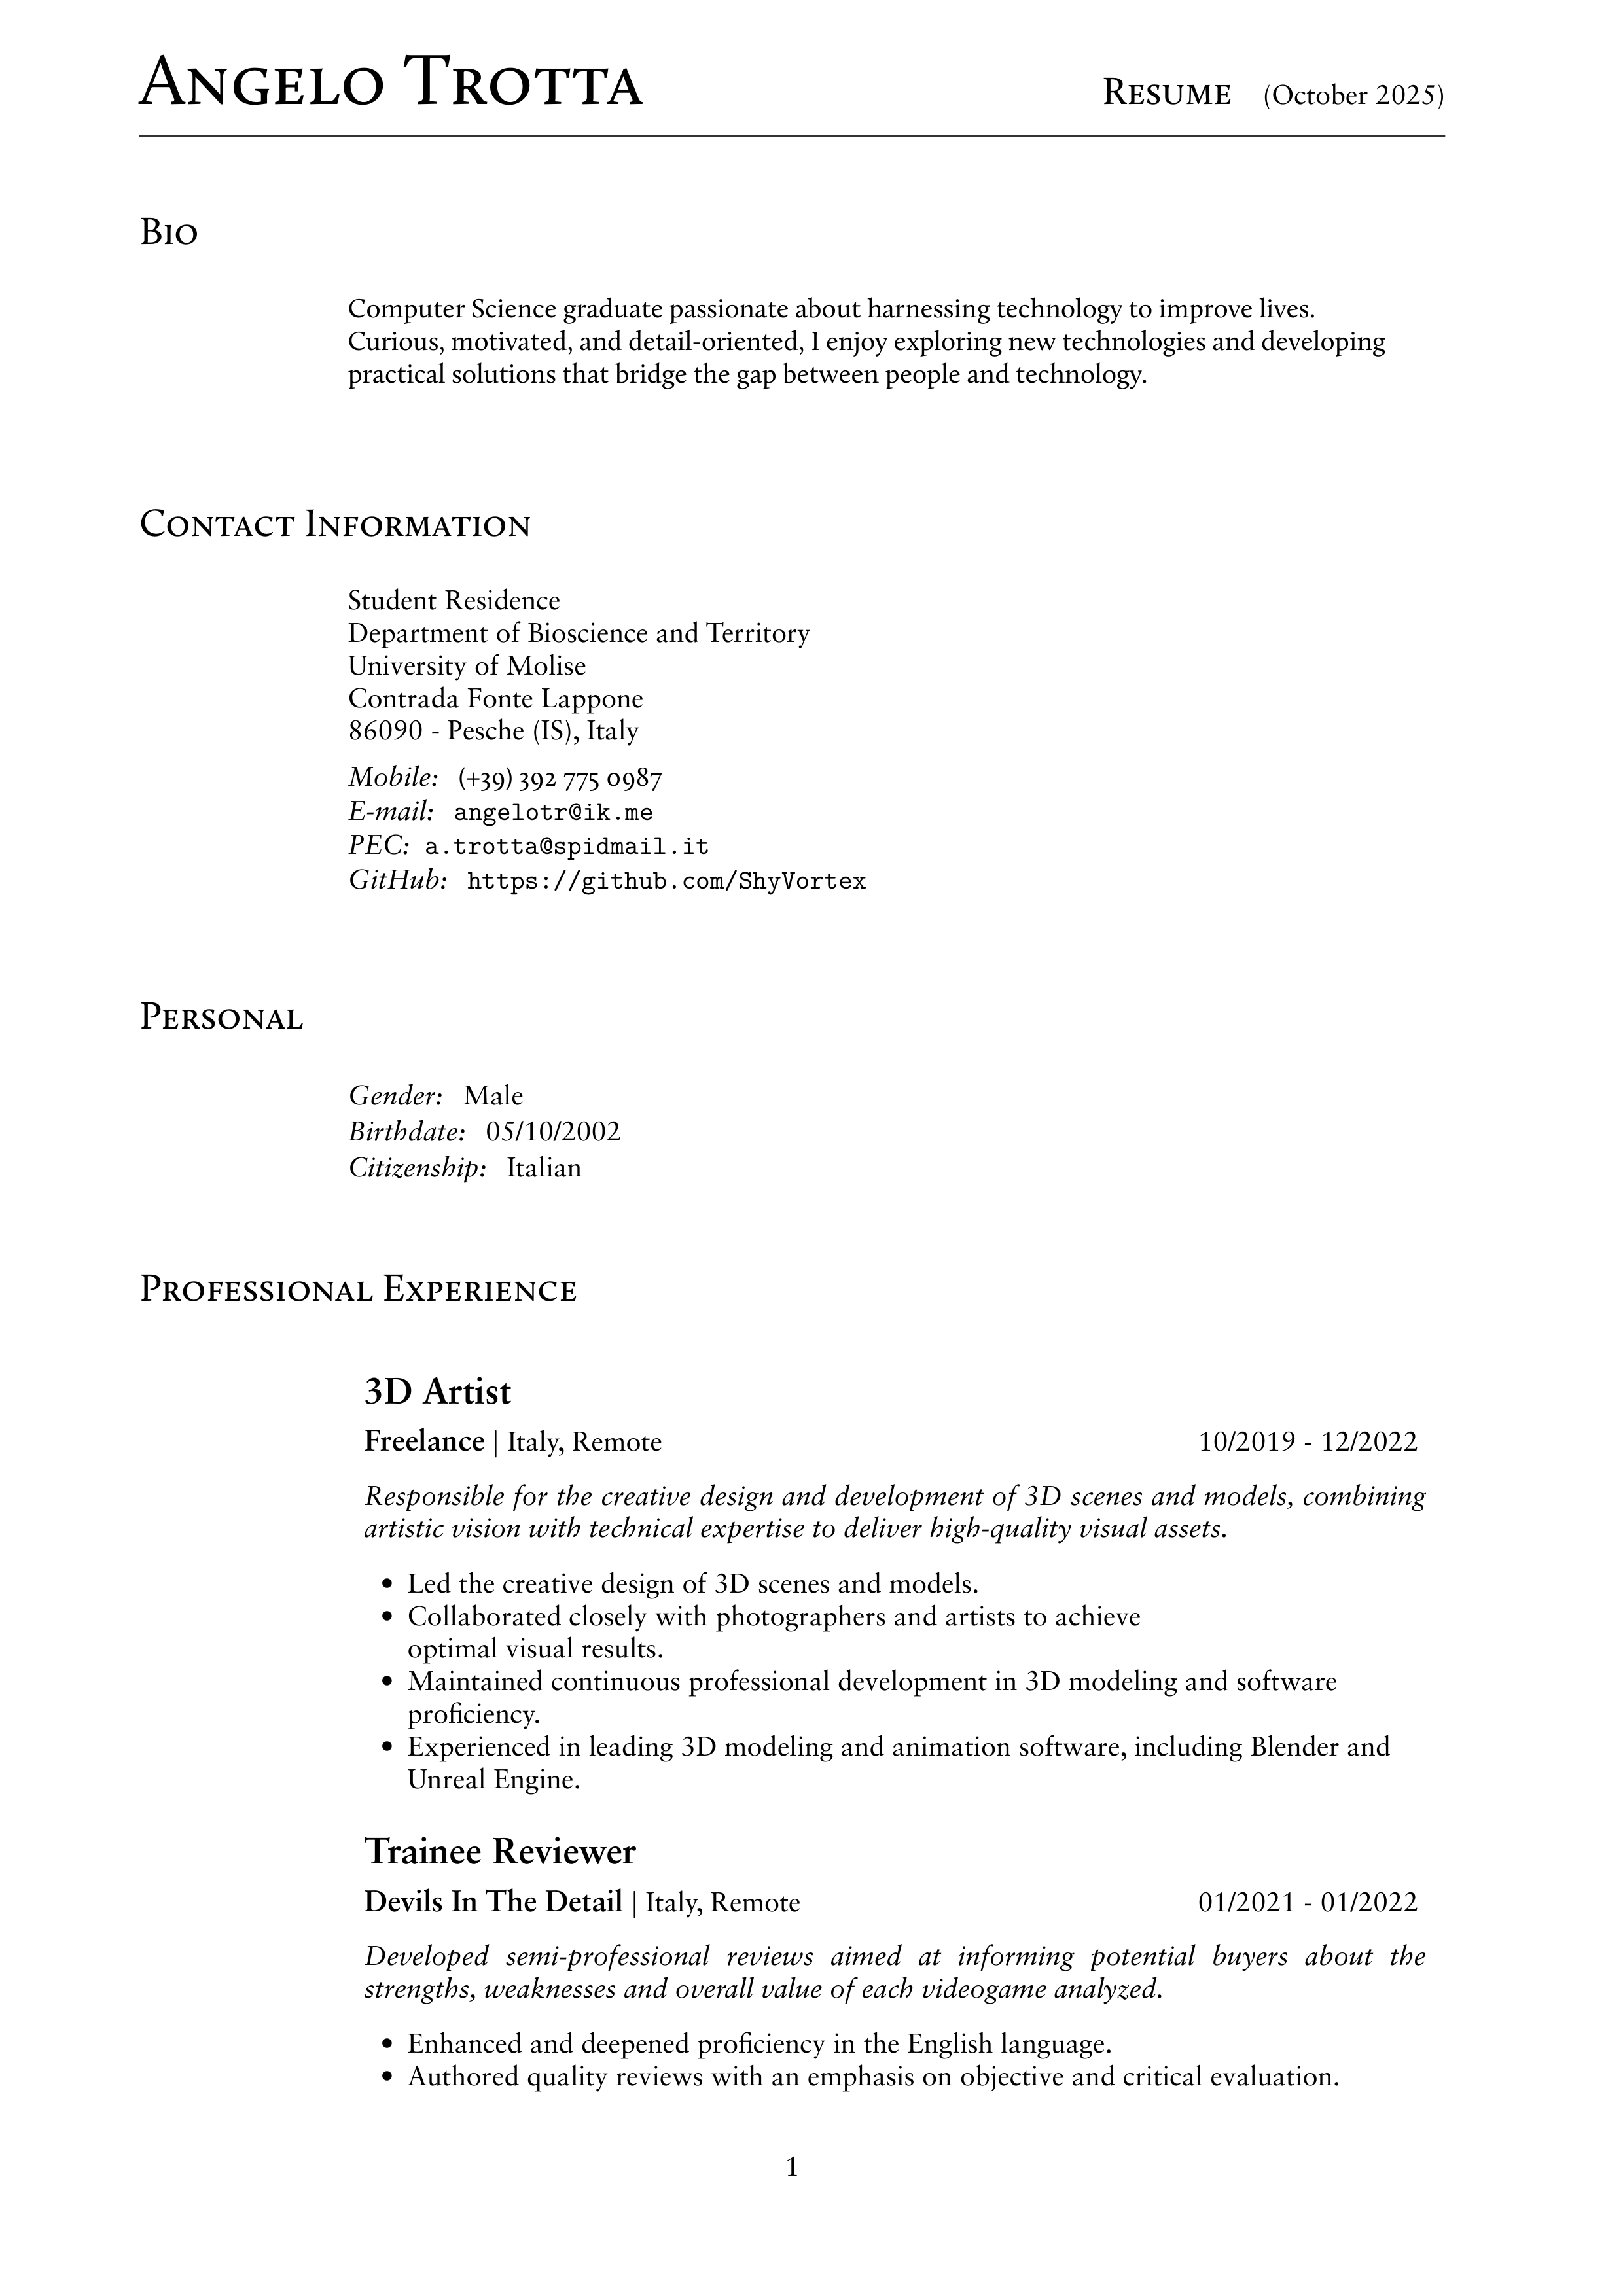 Angelo Trotta
Resume (October 2025)
Bio
Computer Science graduate passionate about harnessing technology to improve lives.
Curious, motivated, and detail-oriented, I enjoy exploring new technologies and developing
practical solutions that bridge the gap between people and technology.
Contact Information
Student Residence
Department of Bioscience and Territory
University of Molise
Contrada Fonte Lappone
86090 - Pesche (IS), Italy
Mobile: (+39) 392 775 0987
E-mail: angelotr@ik.me
PEC: a.trotta@spidmail.it
GitHub: https://github.com/ShyVortex
Personal
Gender: Male
Birthdate: 05/10/2002
Citizenship: Italian
Professional Experience
3D Artist
Freelance | Italy, Remote 10/2019 - 12/2022
Responsible for the creative design and development of 3D scenes and models, combining
artistic vision with technical expertise to deliver high-quality visual assets.
• Led the creative design of 3D scenes and models.
• Collaborated closely with photographers and artists to achieve
optimal visual results.
• Maintained continuous professional development in 3D modeling and software
proficiency.
• Experienced in leading 3D modeling and animation software, including Blender and
Unreal Engine.
Trainee Reviewer
Devils In The Detail | Italy, Remote 01/2021 - 01/2022
Developed semi-professional reviews aimed at informing potential buyers about the
strengths, weaknesses and overall value of each videogame analyzed.
• Enhanced and deepened proficiency in the English language.
• Authored quality reviews with an emphasis on objective and critical evaluation.
1